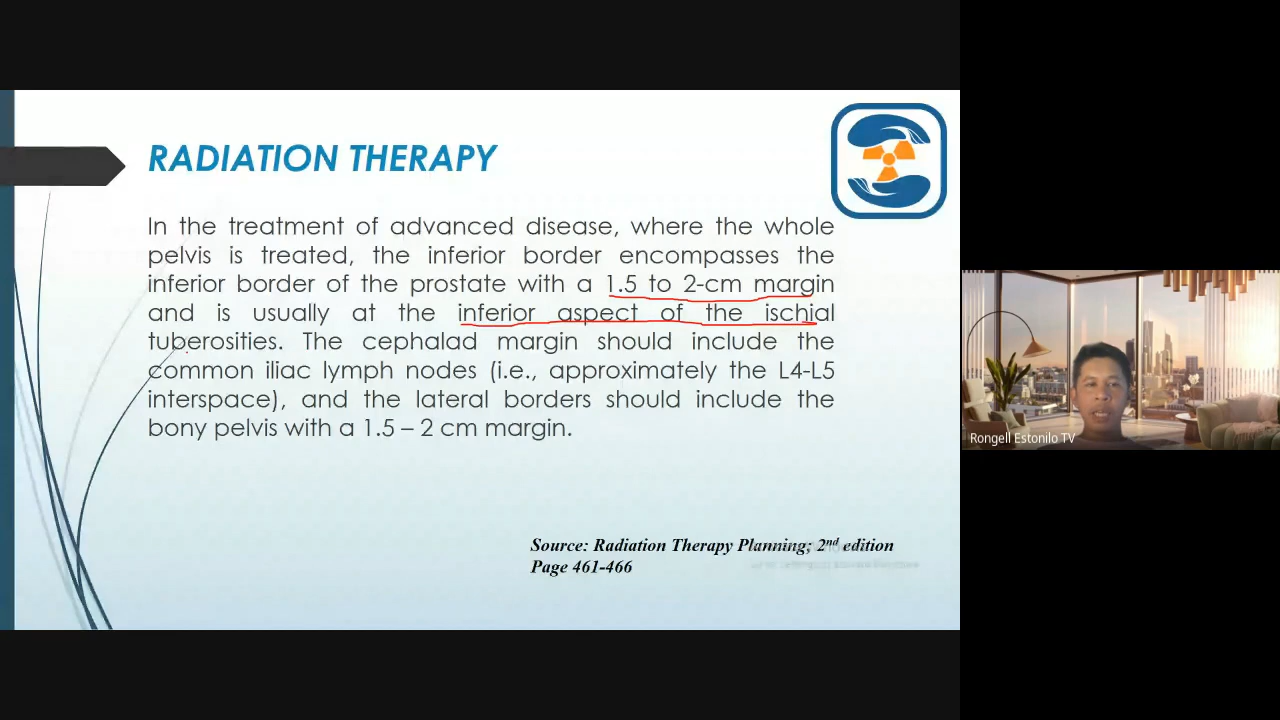 RADIATION THERAPY
In the treatment of advanced disease, where the whole
pelvis is treated, the inferior border encompasses the
inferior border of the prostate with a 1.5 to 2-cm margin
and is usually at the inferior aspect of the ischial
tuberosities. The cephalad margin should include the
common iliac lymph nodes (i.e., approximately the L4-L5
interspace), and the lateral borders should include the
bony pelvis with a 1.5 – 2 cm margin.
Source: Radiation Therapy Planning; 2nd edition
Page 461-466
Rongell Estonilo TV